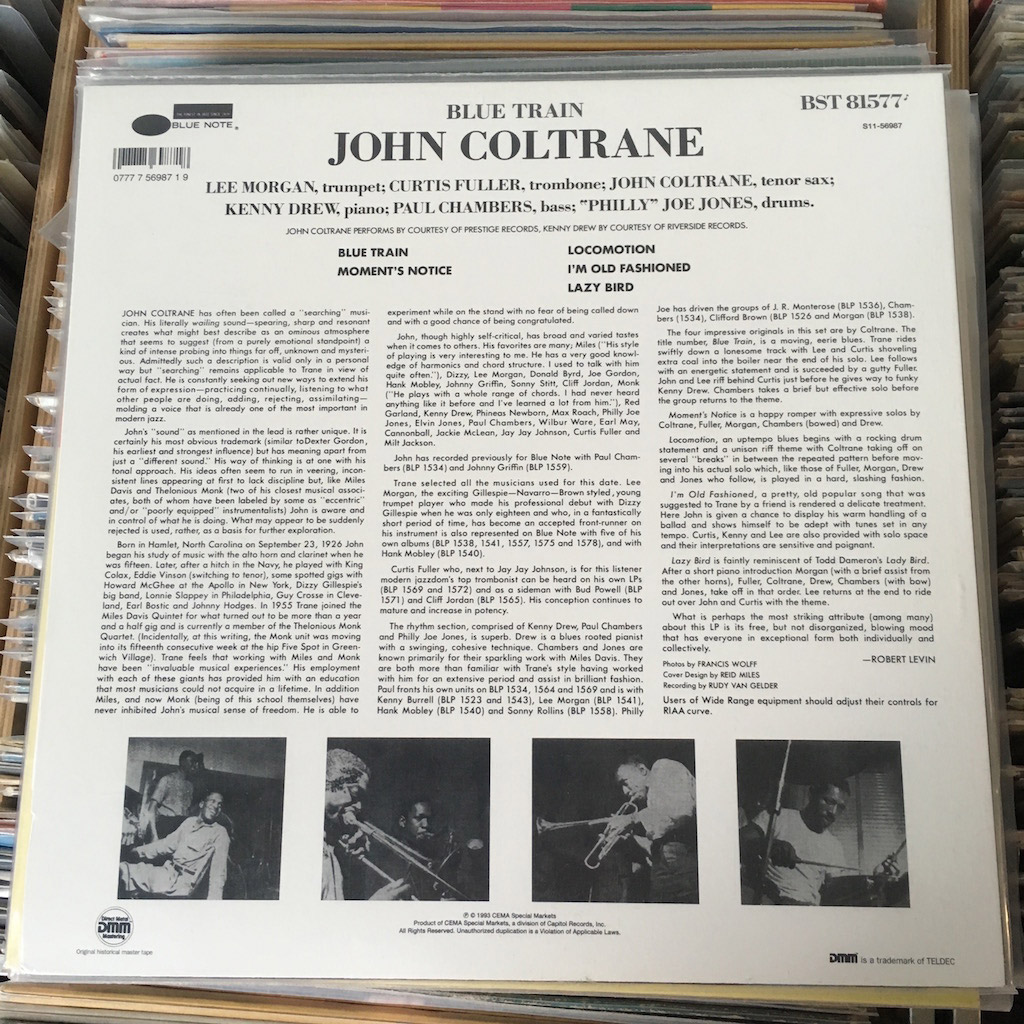 THE FINEST IN JAZZ SINCE 1939
BLUE NOTE®
0777 7 56987 1 9
BLUE TRAIN
JOHN COLTRANE
BST 81577
S11-56987
LEE MORGAN, trumpet; CURTIS FULLER, trombone; JOHN COLTRANE, tenor sax;
KENNY DREW, piano; PAUL CHAMBERS, bass; "PHILLY" JOE JONES, drums.
JOHN COLTRANE PERFORMS BY COURTESY OF PRESTIGE RECORDS, KENNY DREW BY COURTESY OF RIVERSIDE RECORDS.
BLUE TRAIN
MOMENT'S NOTICE
LOCOMOTION
I'M OLD FASHIONED
LAZY BIRD
JOHN COLTRANE has often been called a "searching" musi-
cian. His literally wailing sound—spearing, sharp and resonant
creates what might best describe as an ominous atmosphere
that seems to suggest (from a purely emotional standpoint) a
kind of intense probing into things far off, unknown and mysteri-
ous. Admittedly such a description is valid only in a personal
way but "searching" remains applicable to Trane in view of
actual fact. He is constantly seeking out new ways to extend his
form of expression—practicing continually, listening to what
other people are doing, adding, rejecting, assimilating—
molding a voice that is already one of the most important in
modern jazz.
John's "sound" as mentioned in the lead is rather unique. It is
certainly his most obvious trademark (similar toDexter Gordon,
his earliest and strongest influence) but has meaning apart from
just a "different sound." His way of thinking is at one with his
tonal approach. His ideas often seem to run in veering, incon-
sistent lines appearing at first to lack discipline but, like Miles
Davis and Thelonious Monk (two of his closest musical associ-
ates, both of whom have been labeled by some as "eccentric"
and/or "poorly equipped" instrumentalists) John is aware and
in control of what he is doing. What may appear to be suddenly
rejected is used, rather, as a basis for further exploration.
Born in Hamlet, North Carolina on September 23, 1926 John
began his study of music with the alto horn and clarinet when he
was fifteen. Later, after a hitch in the Navy, he played with King
Colax, Eddie Vinson (switching to tenor), some spotted gigs with
Howard McGhee at the Apollo in New York, Dizzy Gillespie's
big band, Lonnie Slappey in Philadelphia, Guy Crosse in Cleve-
land, Earl Bostic and Johnny Hodges. In 1955 Trane joined the
Miles Davis Quintet for what turned out to be more than a year
and a half gig and is currently a member of the Thelonious Monk
Quartet. (Incidentally, at this writing, the Monk unit was moving
into its fifteenth consecutive week at the hip Five Spot in Green-
wich Village). Trane feels that working with Miles and Monk
have been "invaluable musical experiences." His employment
with each of these giants has provided him with an education
that most musicians could not acquire in a lifetime. In addition
Miles, and now Monk (being of this school themselves) have
never inhibited John's musical sense of freedom. He is able to
experiment while on the stand with no fear of being called down
and with a good chance of being congratulated.
John, though highly self-critical, has broad and varied tastes
when it comes to others. His favorites are many; Miles ("His style
of playing is very interesting to me. He has a very good knowl-
edge of harmonics and chord structure. I used to talk with him
quite often."), Dizzy, Lee Morgan, Donald Byrd, Joe Gordon,
Hank Mobley, Johnny Griffin, Sonny Stitt, Cliff Jordan, Monk
("He plays with a whole range of chords. I had never heard
anything like it before and I've learned a lot from him."), Red
Garland, Kenny Drew, Phineas Newborn, Max Roach, Philly Joe
Jones, Elvin Jones, Paul Chambers, Wilbur Ware, Earl May,
Cannonball, Jackie McLean, Jay Jay Johnson, Curtis Fuller and
Milt Jackson.
John has recorded previously for Blue Note with Paul Cham-
bers (BLP 1534) and Johnny Griffin (BLP 1559).
Trane selected all the musicians used for this date. Lee
Morgan, the exciting Gillespie—Navarro—Brown styled, young
trumpet player who made his professional debut with Dizzy
Gillespie when he was only eighteen and who, in a fantastically
short period of time, has become an accepted front-runner on
his instrument is also represented on Blue Note with five of his
own albums (BLP 1538, 1541, 1557, 1575 and 1578), and with
Hank Mobley (BLP 1540).
Curtis Fuller who, next to Jay Jay Johnson, is for this listener
modern jazzdom's top trombonist can be heard on his own LPs
(BLP 1569 and 1572) and as a sideman with Bud Powell (BLP
1571) and Cliff Jordan (BLP 1565). His conception continues to
mature and increase in potency.
The rhythm section, comprised of Kenny Drew, Paul Chambers
and Philly Joe Jones, is superb. Drew is a blues rooted pianist
with a swinging, cohesive technique. Chambers and Jones are
known primarily for their sparkling work with Miles Davis. They
are both more than familiar with Trane's style having worked
with him for an extensive period and assist in brilliant fashion.
Paul fronts his own units on BLP 1534, 1564 and 1569 and is with
Kenny Burrell (BLP 1523 and 1543), Lee Morgan (BLP 1541),
Hank Mobley (BLP 1540) and Sonny Rollins (BLP 1558). Philly
Joe has driven the groups of J. R. Monterose (BLP 1536), Cham-
bers (1534), Clifford Brown (BLP 1526 and Morgan (BLP 1538).
The four impressive originals in this set are by Coltrane. The
title number, Blue Train, is a moving, eerie blues. Trane rides
swiftly down a lonesome track with Lee and Curtis shoveling
extra coal into the boiler near the end of his solo. Lee follows
with an energetic statement and is succeeded by a gutty Fuller.
John and Lee riff behind Curtis just before he gives way to funky
Kenny Drew. Chambers takes a brief but effective solo before
the group returns to the theme.
Moment's Notice is a happy romper with expressive solos by
Coltrane, Fuller, Morgan, Chambers (bowed) and Drew.
Locomotion, an uptempo blues begins with a rocking drum
statement and a unison riff theme with Coltrane taking off on
several "breaks" in between the repeated pattern before mov-
ing into his actual solo which, like those of Fuller, Morgan, Drew
and Jones who follow, is played in a hard, slashing fashion.
I'm Old Fashioned, a pretty, old popular song that was
suggested to Trane by a friend is rendered a delicate treatment.
Here John is given a chance to display his warm handling of a
ballad and shows himself to be adept with tunes set in any
tempo. Curtis, Kenny and Lee are also provided with solo space
and their interpretations are sensitive and poignant.
Lazy Bird is faintly reminiscent of Todd Dameron's Lady Bird.
After a short piano introduction Morgan (with a brief assist from
the other horns), Fuller, Coltrane, Drew, Chambers (with bow)
and Jones, take off in that order. Lee returns at the end to ride
out over John and Curtis with the theme.
What is perhaps the most striking attribute (among many)
about this LP is its free, but not disorganized, blowing mood
that has everyone in exceptional form both individually and
collectively.
—ROBERT LEVIN
Photos by FRANCIS WOLFF
Cover Design by REID MILES
Recording by RUDY VAN GELDER
Users of Wide Range equipment should adjust their controls for
RIAA curve.
Direct Metal
DMM
Mastering
Original historical master tape
℗ © 1993 CEMA Special Markets
Product of CEMA Special Markets, a division of Capitol Records, Inc.
All Rights Reserved. Unauthorized duplication is a Violation of Applicable Laws.
DMM is a trademark of TELDEC